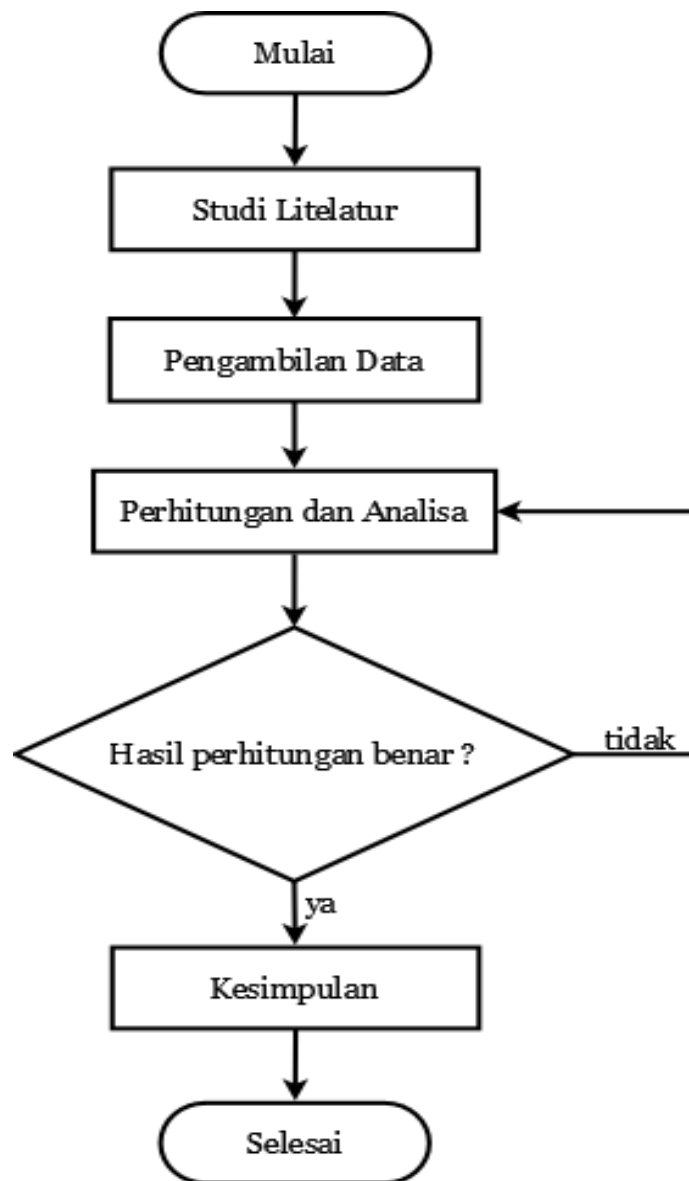 Mulai
Studi Litelatur
Pengambilan Data
Perhitungan dan Analisa
Hasil perhitungan benar ?
tidak
ya
Kesimpulan
Selesai